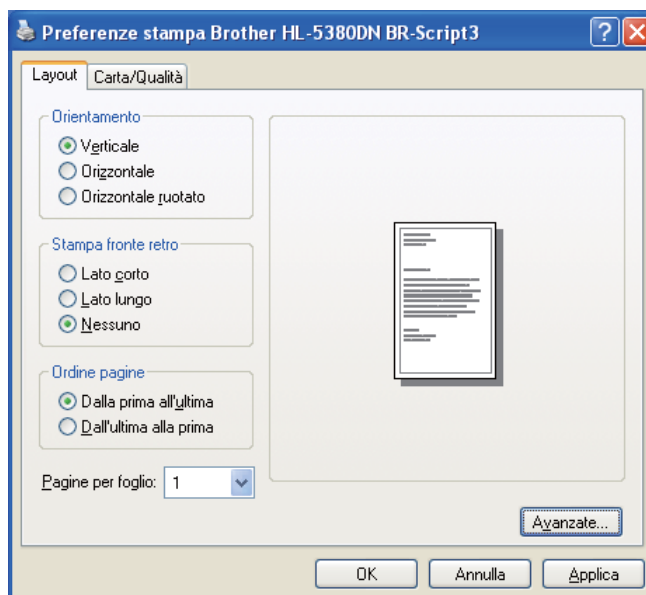 Preferenze stampa Brother HL-5380DN BR-Script3
Layout
Carta/Qualità
Orientamento
Verticale
Orizzontale
Orizzontale ruotato
Stampa fronte retro
Lato corto
Lato lungo
Nessuno
Ordine pagine
Dalla prima all'ultima
Dall'ultima alla prima
Pagine per foglio: 1
Avanzate...
OK
Annulla
Applica